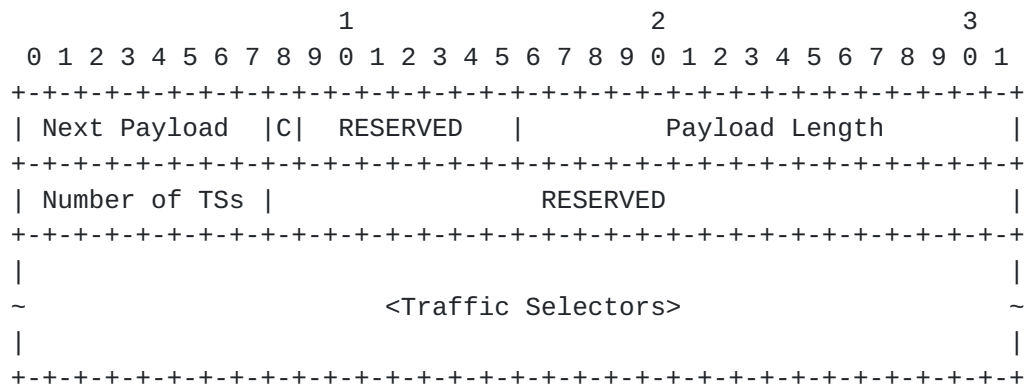 1                   2                   3
 0 1 2 3 4 5 6 7 8 9 0 1 2 3 4 5 6 7 8 9 0 1 2 3 4 5 6 7 8 9 0 1
+-+-+-+-+-+-+-+-+-+-+-+-+-+-+-+-+-+-+-+-+-+-+-+-+-+-+-+-+-+-+-+-+
| Next Payload  |C|  RESERVED   |         Payload Length        |
+-+-+-+-+-+-+-+-+-+-+-+-+-+-+-+-+-+-+-+-+-+-+-+-+-+-+-+-+-+-+-+-+
| Number of TSs |                 RESERVED                      |
+-+-+-+-+-+-+-+-+-+-+-+-+-+-+-+-+-+-+-+-+-+-+-+-+-+-+-+-+-+-+-+-+
|                                                               |
~                       <Traffic Selectors>                     ~
|                                                               |
+-+-+-+-+-+-+-+-+-+-+-+-+-+-+-+-+-+-+-+-+-+-+-+-+-+-+-+-+-+-+-+-+